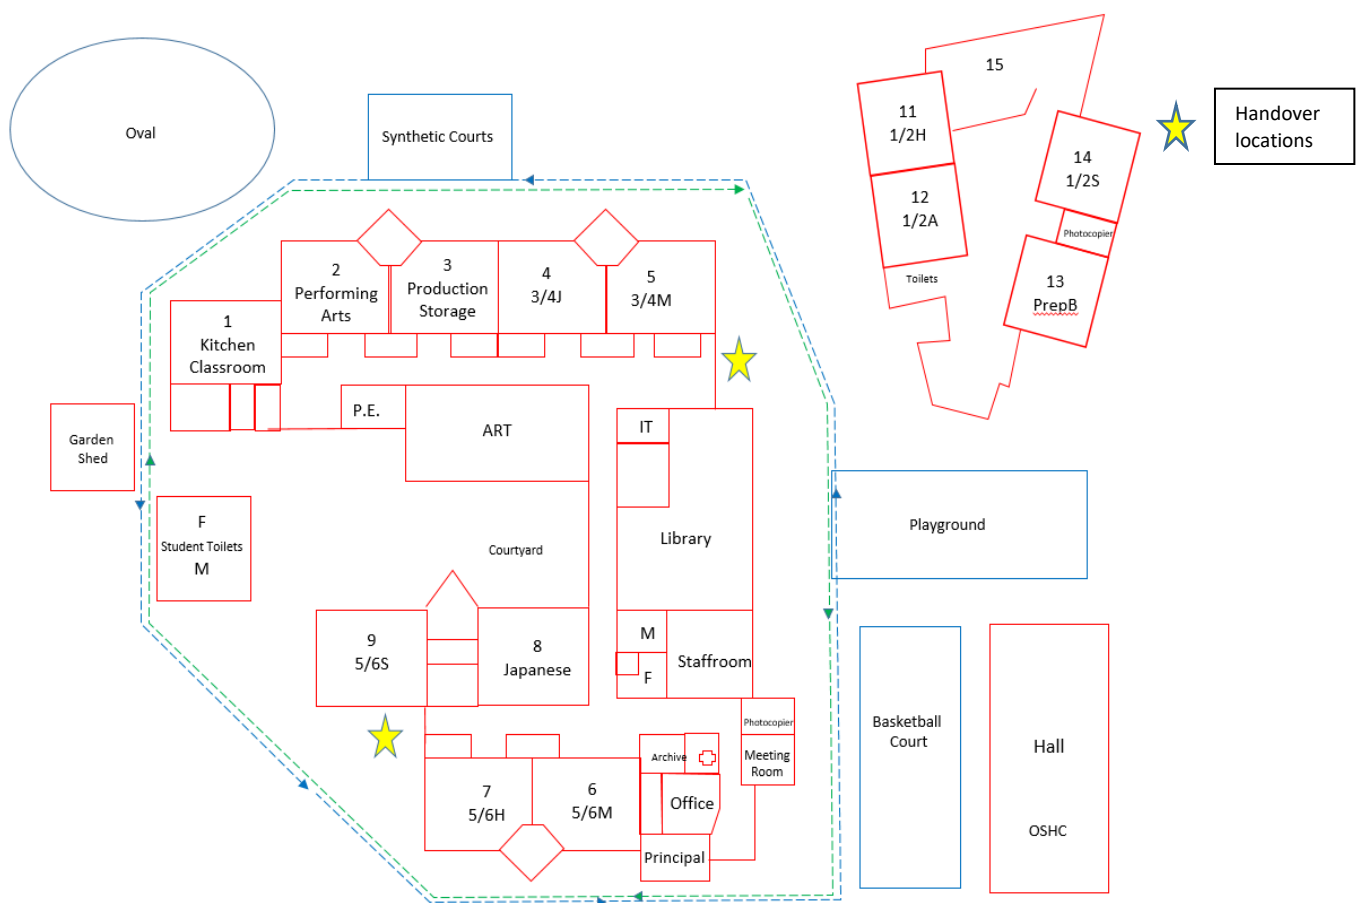 15
11
1/2H
Handover
locations
Oval
Synthetic Courts
14
1/2S
12
1/2A
Photocopier
Toilets
13
PrepB
2
Performing
Arts
3
Production
Storage
4
3/4J
5
3/4M
1
Kitchen
Classroom
P.E.
ART
IT
Garden
Shed
F
Student Toilets
M
Library
Courtyard
Playground
9
5/6S
8
Japanese
M
F
Staffroom
Photocopier
Archive
Meeting
Room
Basketball
Court
Hall
7
5/6H
6
5/6M
Office
OSHC
Principal